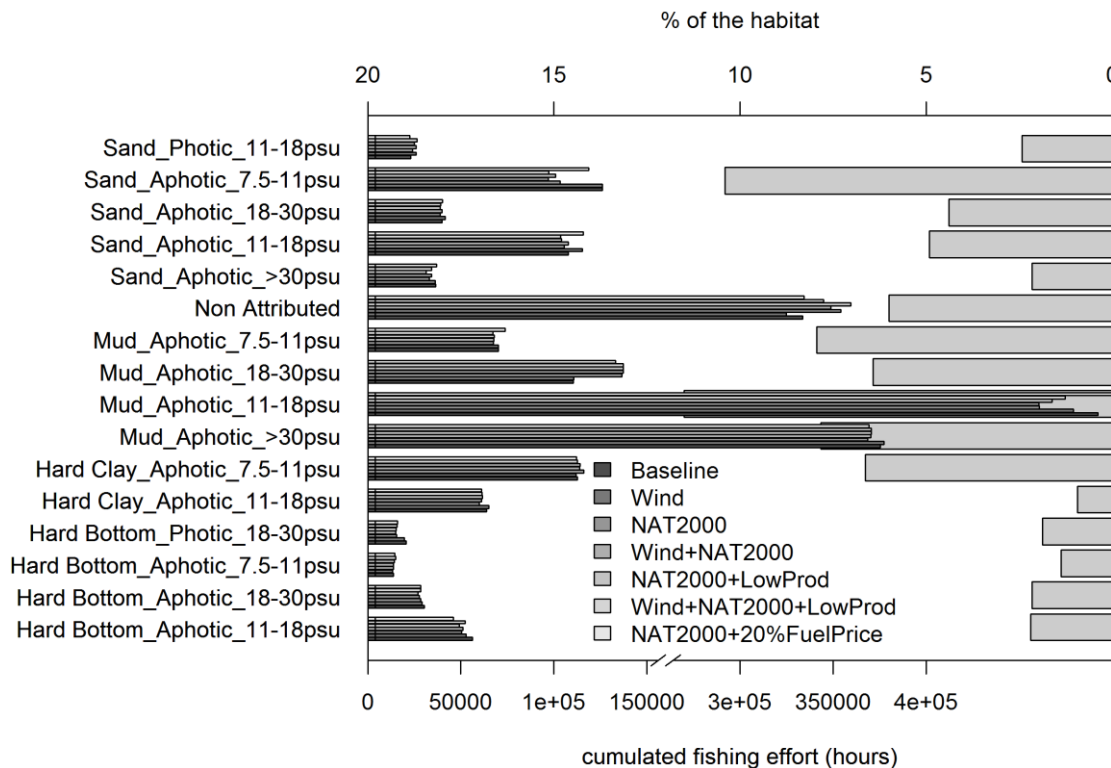 % of the habitat
20 15 10 5 0
Sand_Photic_11-18psu
Sand_Aphotic_7.5-11psu
Sand_Aphotic_18-30psu
Sand_Aphotic_11-18psu
Sand_Aphotic_>30psu
Non Attributed
Mud_Aphotic_7.5-11psu
Mud_Aphotic_18-30psu
Mud_Aphotic_11-18psu
Mud_Aphotic_>30psu
Hard Clay_Aphotic_7.5-11psu
Hard Clay_Aphotic_11-18psu
Hard Bottom_Photic_18-30psu
Hard Bottom_Aphotic_7.5-11psu
Hard Bottom_Aphotic_18-30psu
Hard Bottom_Aphotic_11-18psu
Baseline
Wind
NAT2000
Wind+NAT2000
NAT2000+LowProd
Wind+NAT2000+LowProd
NAT2000+20%FuelPrice
0 50000 1e+05 150000 3e+05 350000 4e+05
cumulated fishing effort (hours)